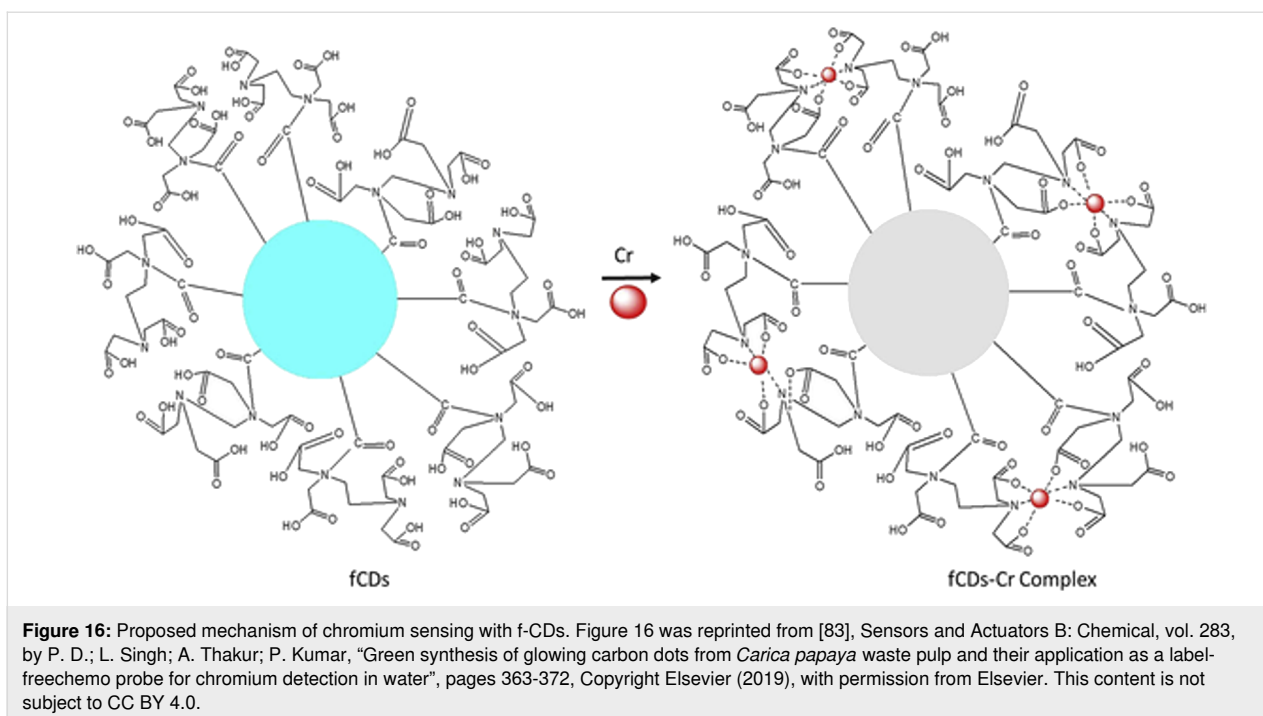 Cr
fCDs
fCDs-Cr Complex
Figure 16: Proposed mechanism of chromium sensing with f-CDs. Figure 16 was reprinted from [83], Sensors and Actuators B: Chemical, vol. 283,
by P. D.; L. Singh; A. Thakur; P. Kumar, “Green synthesis of glowing carbon dots from Carica papaya waste pulp and their application as a label-
freechemo probe for chromium detection in water”, pages 363-372, Copyright Elsevier (2019), with permission from Elsevier. This content is not
subject to CC BY 4.0.